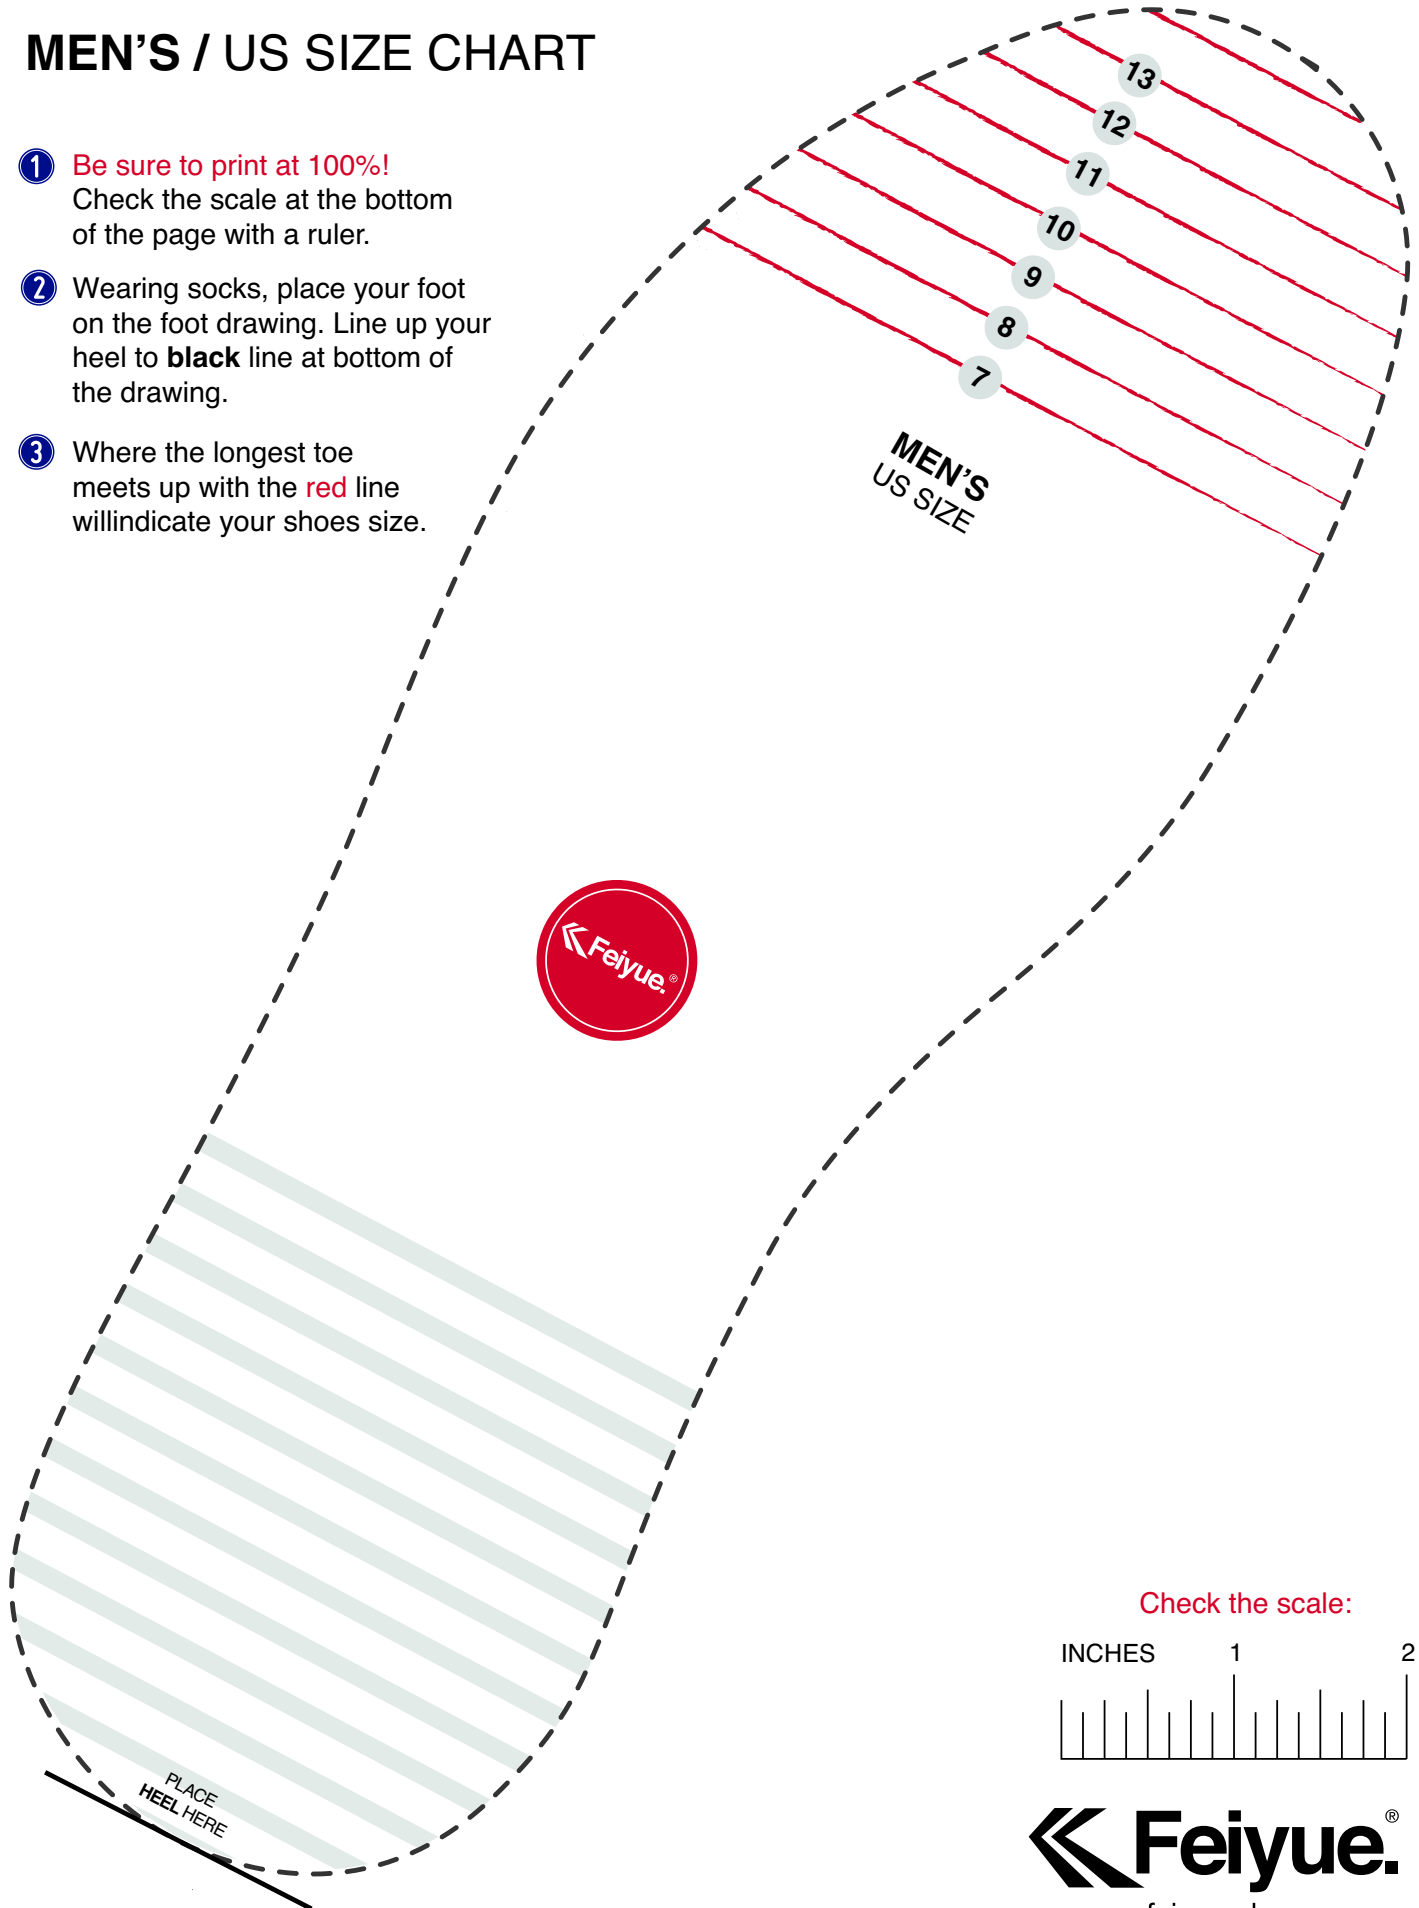 MEN'S / US SIZE CHART
1 Be sure to print at 100%!
Check the scale at the bottom
of the page with a ruler.
2 Wearing socks, place your foot
on the foot drawing. Line up your
heel to black line at bottom of
the drawing.
3 Where the longest toe
meets up with the red line
willindicate your shoes size.
13
12
11
10
9
8
7
MEN'S
US SIZE
Feiyue.®
PLACE
HEEL HERE
Check the scale:
INCHES 1 2
Feiyue.®